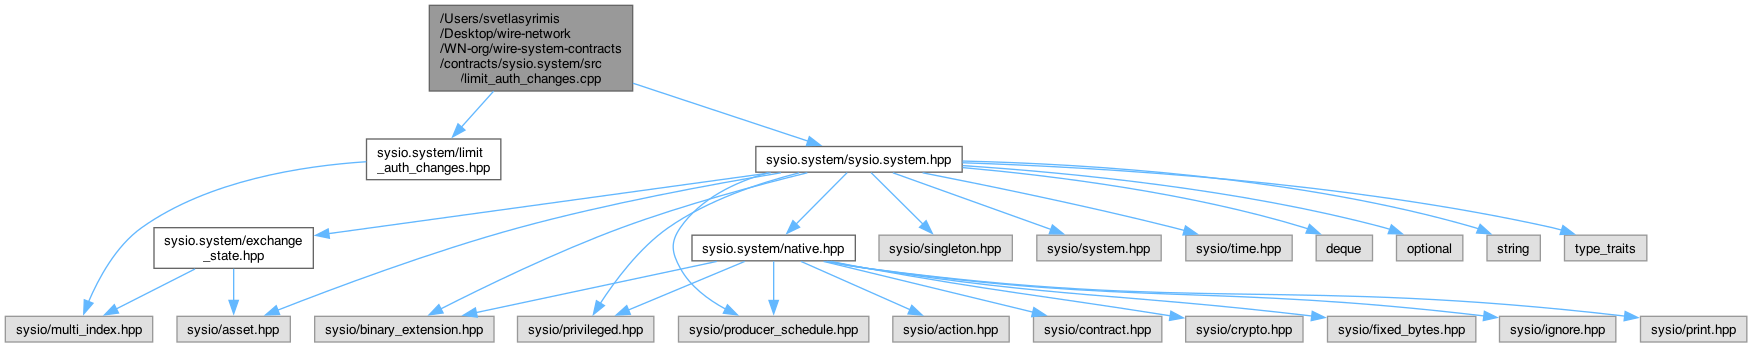 /Users/svetlasyrimis
/Desktop/wire-network
/WN-org/wire-system-contracts
/contracts/sysio.system/src
/limit_auth_changes.cpp
sysio.system/limit
_auth_changes.hpp
sysio.system/sysio.system.hpp
sysio.system/exchange
_state.hpp
sysio.system/native.hpp
sysio/singleton.hpp
sysio/system.hpp
sysio/time.hpp
deque
optional
string
type_traits
sysio/multi_index.hpp
sysio/asset.hpp
sysio/binary_extension.hpp
sysio/privileged.hpp
sysio/producer_schedule.hpp
sysio/action.hpp
sysio/contract.hpp
sysio/crypto.hpp
sysio/fixed_bytes.hpp
sysio/ignore.hpp
sysio/print.hpp